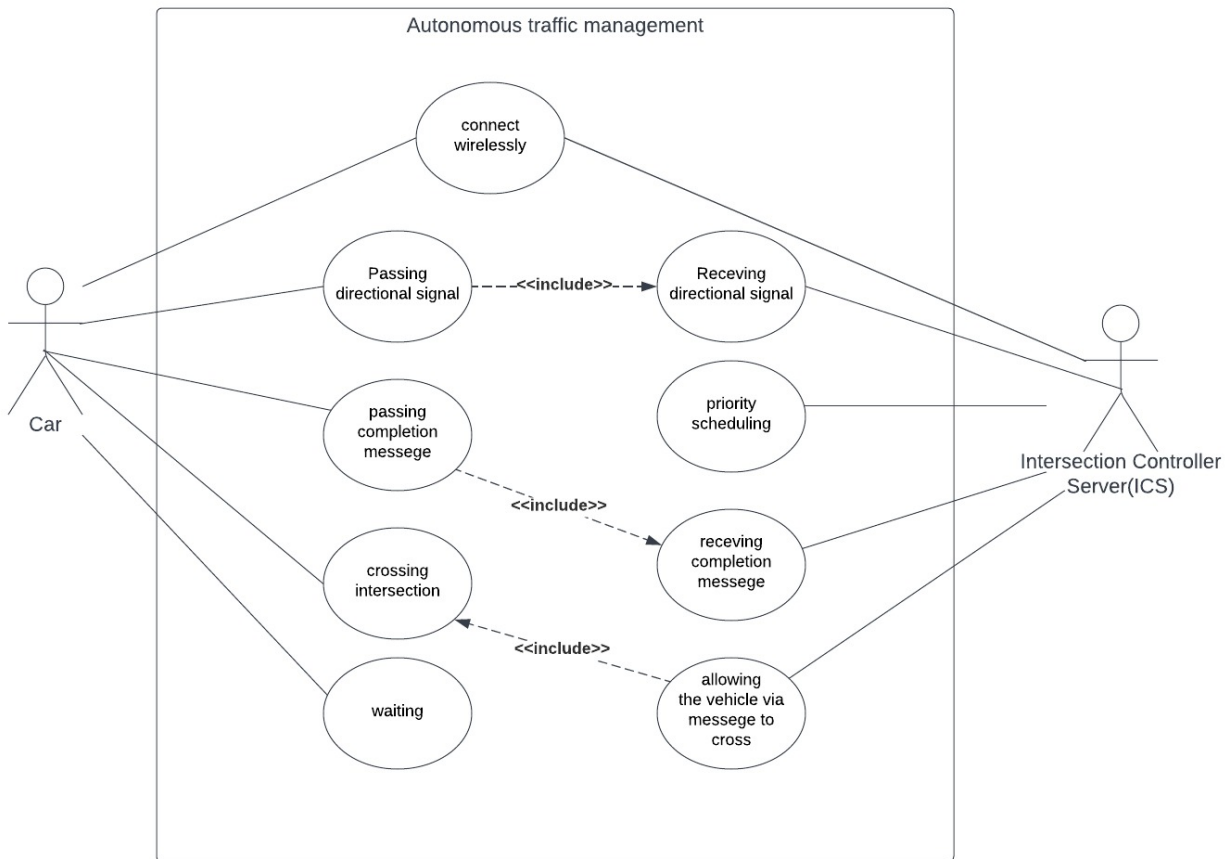 Autonomous traffic management
connect
wirelessly
Passing
directional signal
<<include>>
Receving
directional signal
Car
passing
completion
messege
priority
scheduling
Intersection Controller
Server(ICS)
<<include>>
receving
completion
messege
crossing
intersection
<<include>>
waiting
allowing
the vehicle via
messege to
cross